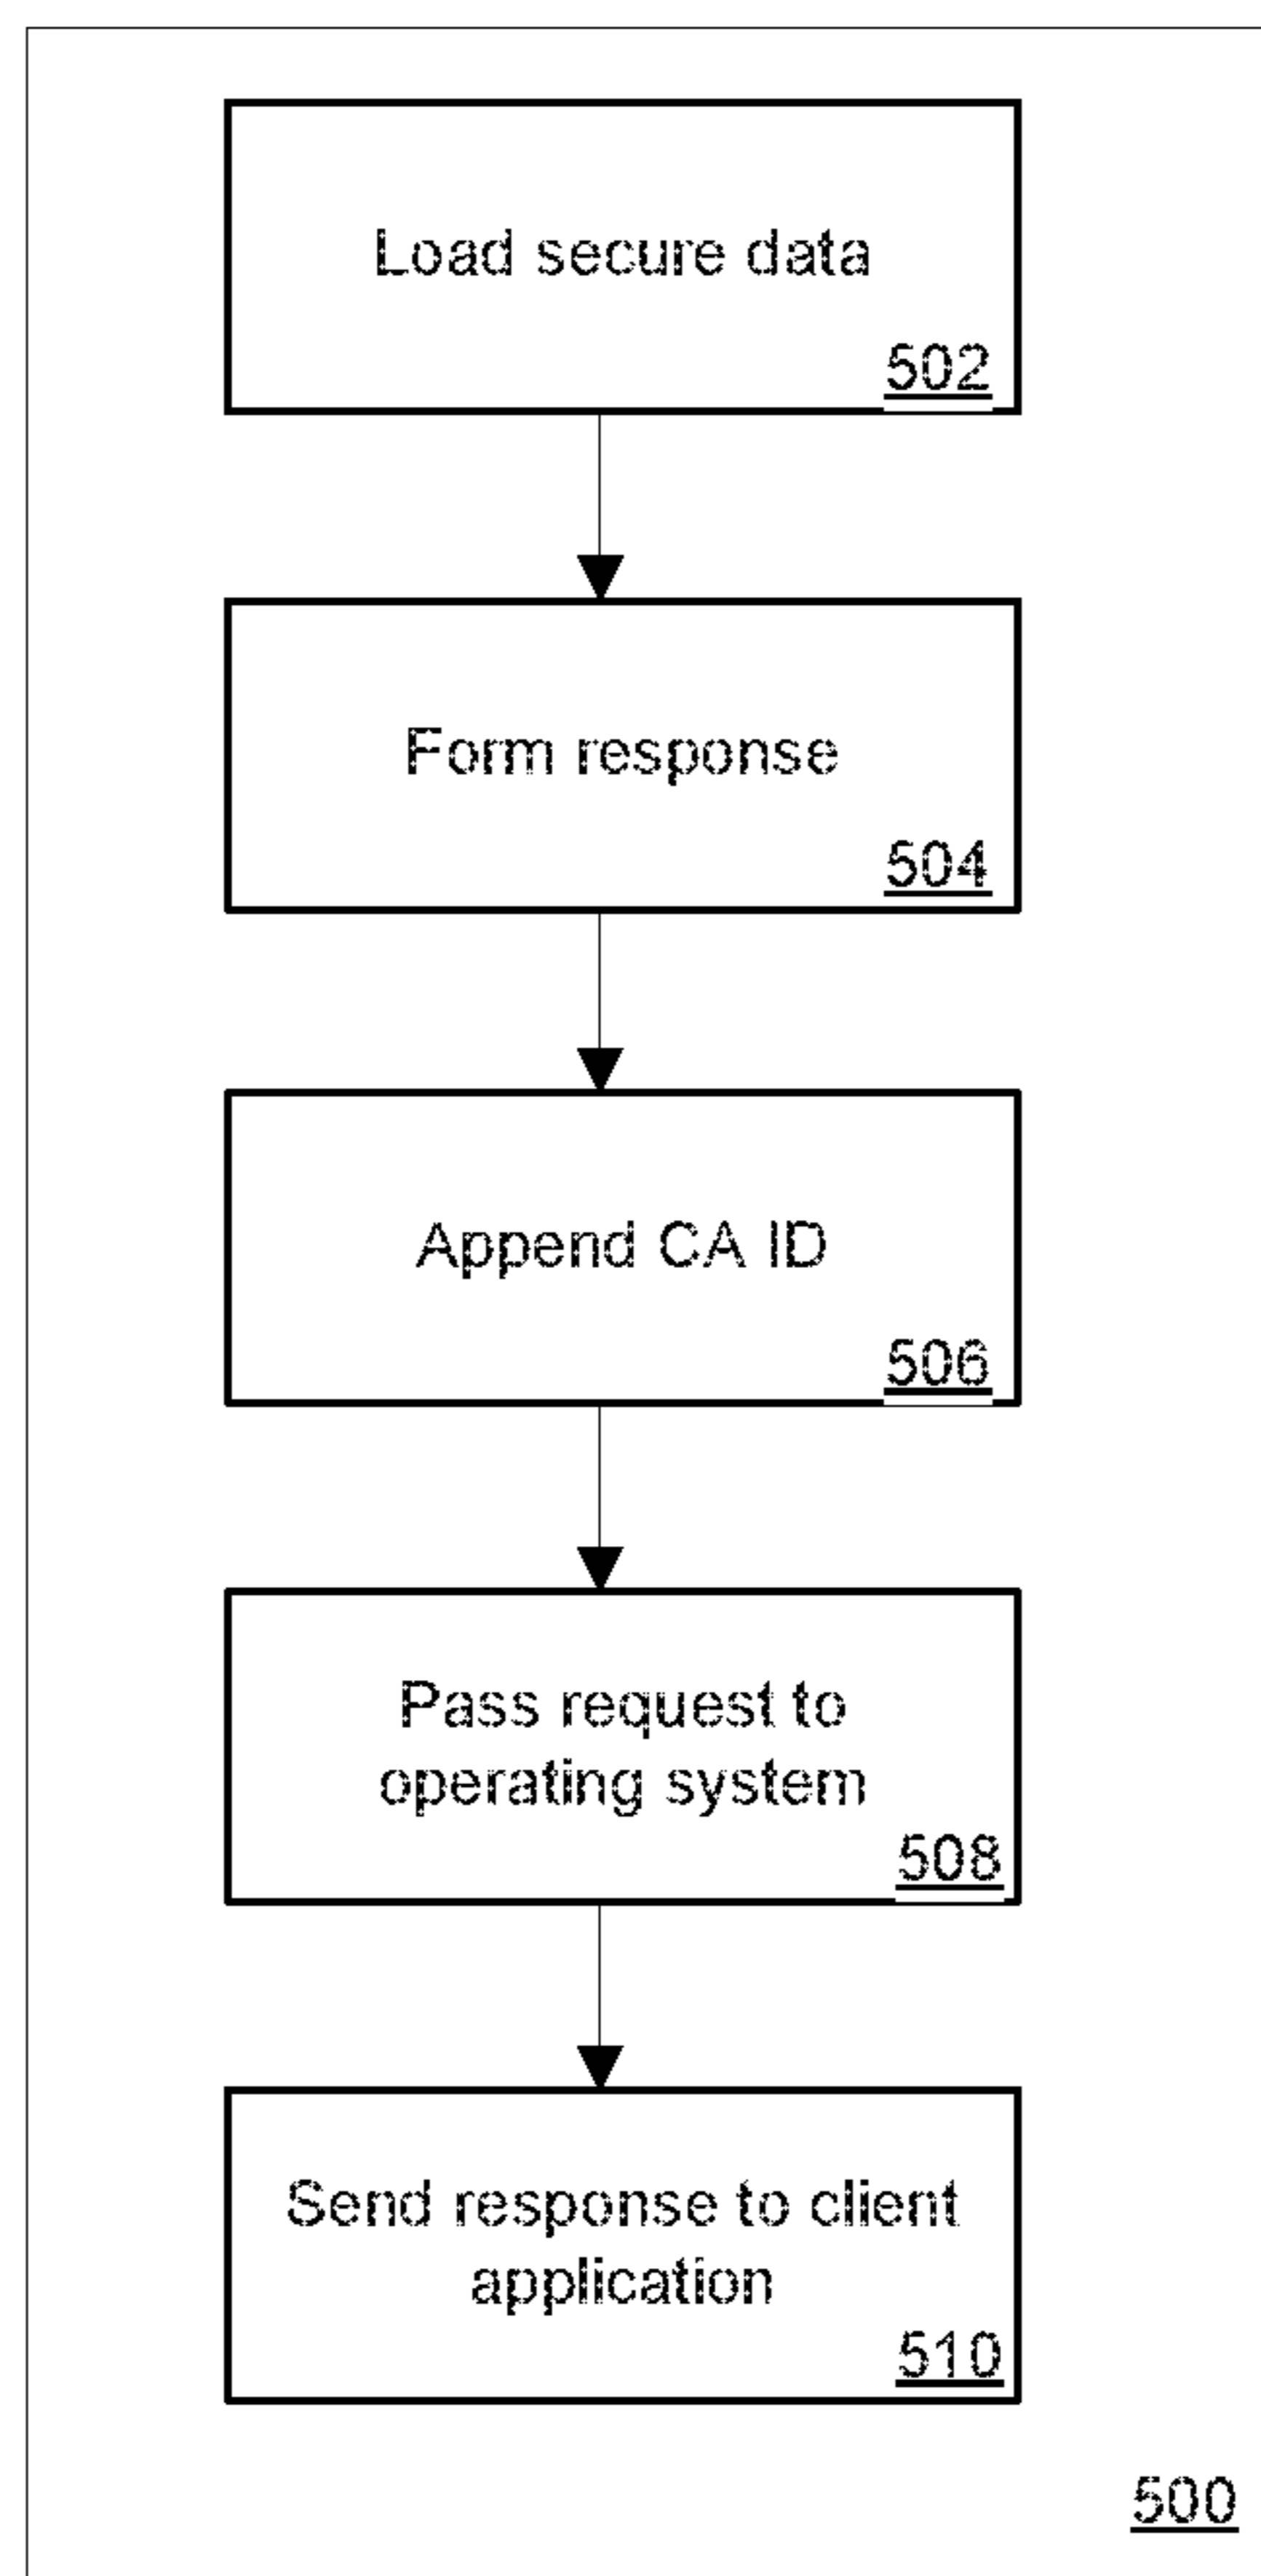 Load secure data
502
Form response
504
Append CA ID
506
Pass request to
operating system
508
Send response to client
application
510
500